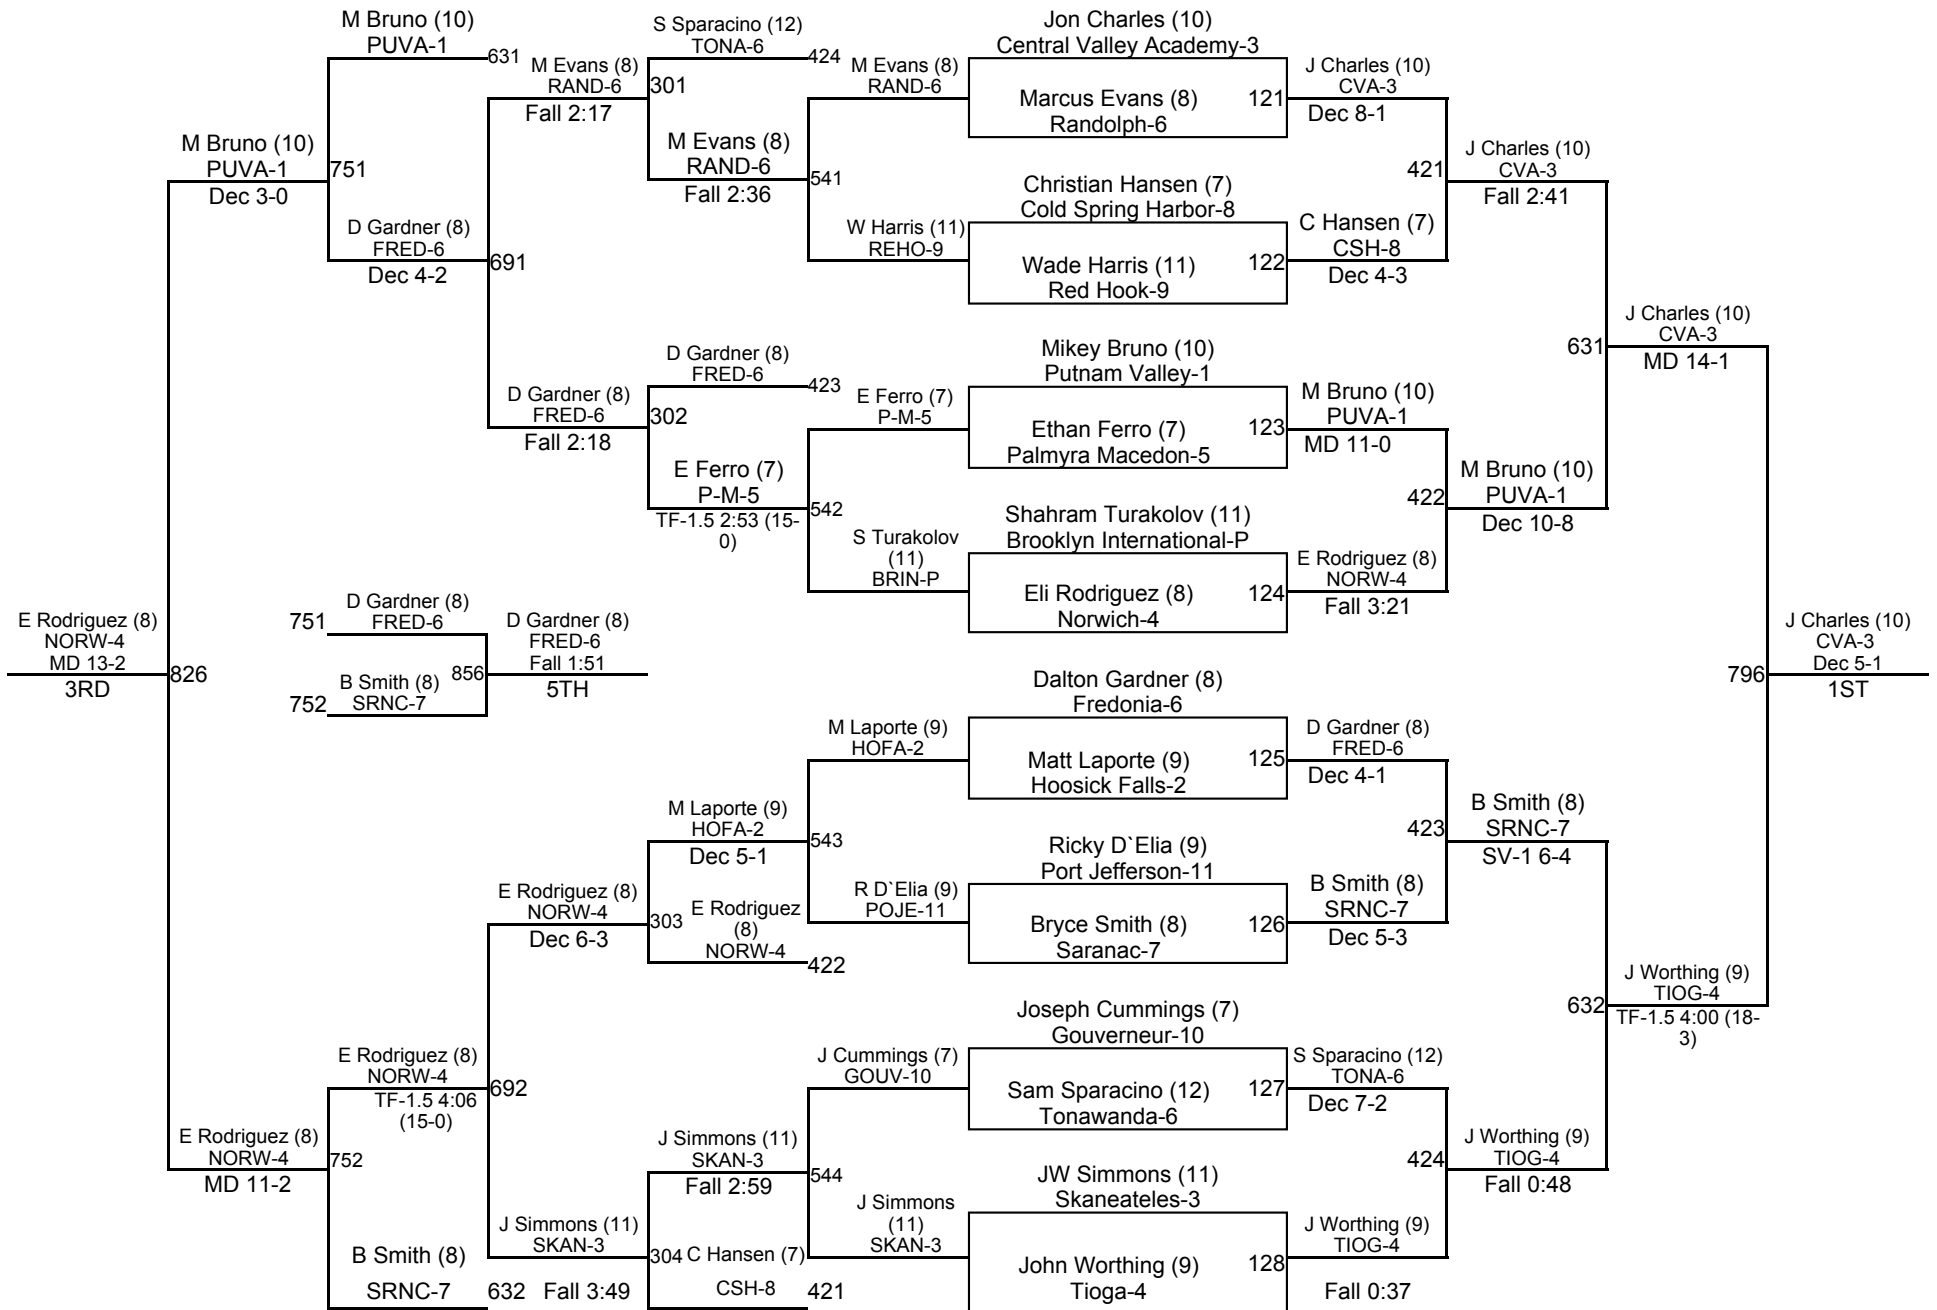 M Bruno (10)
PUVA-1
631
M Evans (8)
RAND-6
Fall 2:17
S Sparacino (12)
TONA-6
424
301
M Evans (8)
RAND-6
Fall 2:36
M Evans (8)
RAND-6
541
W Harris (11)
REHO-9
Jon Charles (10)
Central Valley Academy-3
Marcus Evans (8)
Randolph-6
121
J Charles (10)
CVA-3
Dec 8-1
Christian Hansen (7)
Cold Spring Harbor-8
Wade Harris (11)
Red Hook-9
122
C Hansen (7)
CSH-8
Dec 4-3
421
J Charles (10)
CVA-3
Fall 2:41
M Bruno (10)
PUVA-1
Dec 3-0
751
D Gardner (8)
FRED-6
Dec 4-2
691
D Gardner (8)
FRED-6
Fall 2:18
D Gardner (8)
FRED-6
423
302
E Ferro (7)
P-M-5
TF-1.5 2:53 (15-
0)
E Ferro (7)
P-M-5
542
S Turakolov
(11)
BRIN-P
Mikey Bruno (10)
Putnam Valley-1
Ethan Ferro (7)
Palmyra Macedon-5
123
M Bruno (10)
PUVA-1
MD 11-0
Shahram Turakolov (11)
Brooklyn International-P
Eli Rodriguez (8)
Norwich-4
124
E Rodriguez (8)
NORW-4
Fall 3:21
422
M Bruno (10)
PUVA-1
Dec 10-8
631
J Charles (10)
CVA-3
MD 14-1
E Rodriguez (8)
NORW-4
MD 13-2
3RD
826
751
D Gardner (8)
FRED-6
752
B Smith (8)
SRNC-7
856
D Gardner (8)
FRED-6
Fall 1:51
5TH
796
J Charles (10)
CVA-3
Dec 5-1
1ST
Dalton Gardner (8)
Fredonia-6
Matt Laporte (9)
Hoosick Falls-2
125
D Gardner (8)
FRED-6
Dec 4-1
M Laporte (9)
HOFA-2
M Laporte (9)
HOFA-2
Dec 5-1
543
R D`Elia (9)
POJE-11
Ricky D`Elia (9)
Port Jefferson-11
Bryce Smith (8)
Saranac-7
126
B Smith (8)
SRNC-7
Dec 5-3
423
B Smith (8)
SRNC-7
SV-1 6-4
E Rodriguez (8)
NORW-4
Dec 6-3
303
E Rodriguez
(8)
NORW-4
422
632
J Worthing (9)
TIOG-4
TF-1.5 4:00 (18-
3)
Joseph Cummings (7)
Gouverneur-10
Sam Sparacino (12)
Tonawanda-6
127
S Sparacino (12)
TONA-6
Dec 7-2
J Cummings (7)
GOUV-10
E Rodriguez (8)
NORW-4
TF-1.5 4:06
(15-0)
692
E Rodriguez (8)
NORW-4
MD 11-2
752
J Simmons (11)
SKAN-3
Fall 2:59
544
J Simmons
(11)
SKAN-3
JW Simmons (11)
Skaneateles-3
John Worthing (9)
Tioga-4
128
J Worthing (9)
TIOG-4
Fall 0:37
424
J Worthing (9)
TIOG-4
Fall 0:48
J Simmons (11)
SKAN-3
Fall 3:49
304
C Hansen (7)
CSH-8
421
B Smith (8)
SRNC-7
632